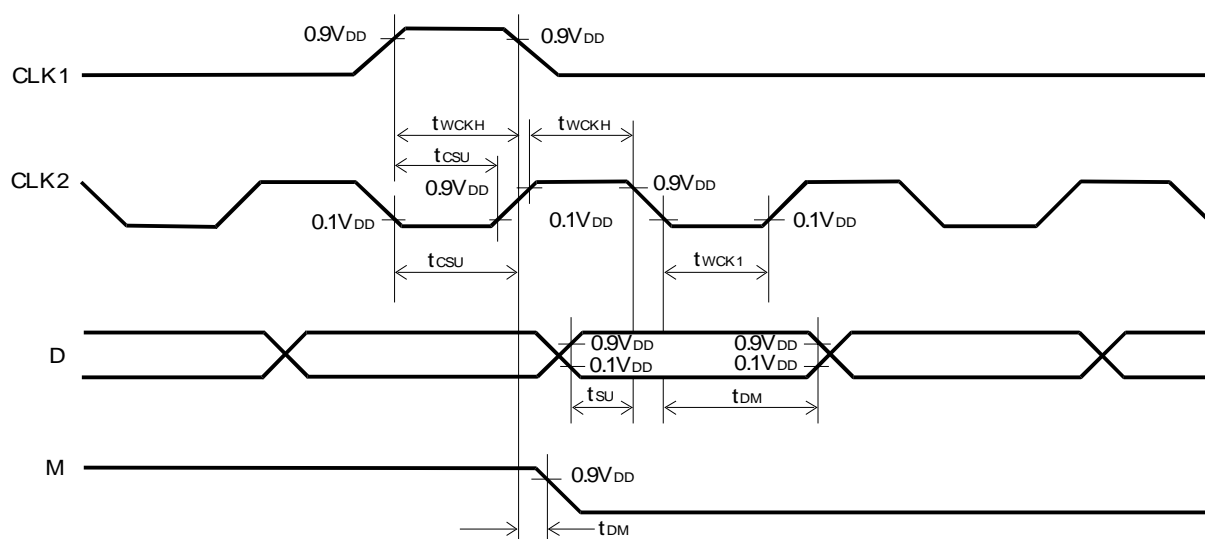 0.9VDD 0.9VDD
CLK1
tWCKH tWCKH
tCSU
CLK2 0.9VDD 0.9VDD
0.1VDD 0.1VDD 0.1VDD
tCSU tWCK1
D 0.9VDD 0.9VDD
0.1VDD 0.1VDD
tSU tDM
M 0.9VDD
tDM